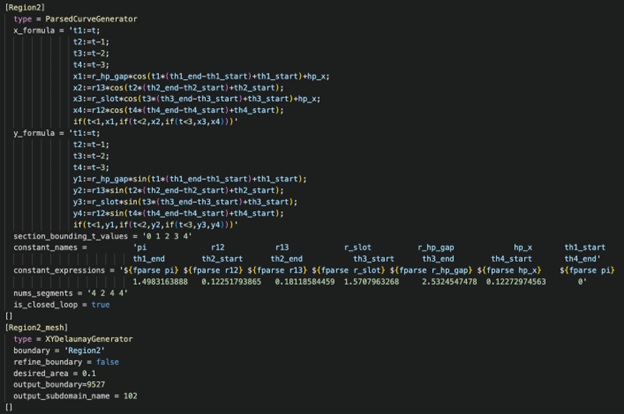 [Region2]
type = ParsedCurveGenerator
x_formula = 't1:=t;
t2:=t-1;
t3:=t-2;
t4:=t-3;
x1:=r_hp_gap*cos(t1*(th1_end-th1_start)+th1_start)+hp_x;
x2:=r13*cos(t2*(th2_end-th2_start)+th2_start);
x3:=r_slot*cos(t3*(th3_end-th3_start)+th3_start)+hp_x;
x4:=r12*cos(t4*(th4_end-th4_start)+th4_start);
if(t<1,x1,if(t<2,x2,if(t<3,x3,x4)))'
y_formula = 't1:=t;
t2:=t-1;
t3:=t-2;
t4:=t-3;
y1:=r_hp_gap*sin(t1*(th1_end-th1_start)+th1_start);
y2:=r13*sin(t2*(th2_end-th2_start)+th2_start);
y3:=r_slot*sin(t3*(th3_end-th3_start)+th3_start);
y4:=r12*sin(t4*(th4_end-th4_start)+th4_start);
if(t<1,y1,if(t<2,y2,if(t<3,y3,y4)))'
section_bounding_t_values = '0 1 2 3 4'
constant_names = 'pi r12 r13 r_slot r_hp_gap hp_x th1_start
th1_end th2_start th2_end th3_start th3_end th4_start th4_end'
constant_expressions = '${fparse pi} ${fparse r12} ${fparse r13} ${fparse r_slot} ${fparse r_hp_gap} ${fparse hp_x} ${fparse pi}
1.4983163888 0.12251793865 0.18118584459 1.5707963268 2.5324547478 0.12272974563 0'
nums_segments = '4 2 4 4'
is_closed_loop = true
[]
[Region2_mesh]
type = XYDelaunayGenerator
boundary = 'Region2'
refine_boundary = false
desired_area = 0.1
output_boundary=9527
output_subdomain_name = 102
[]